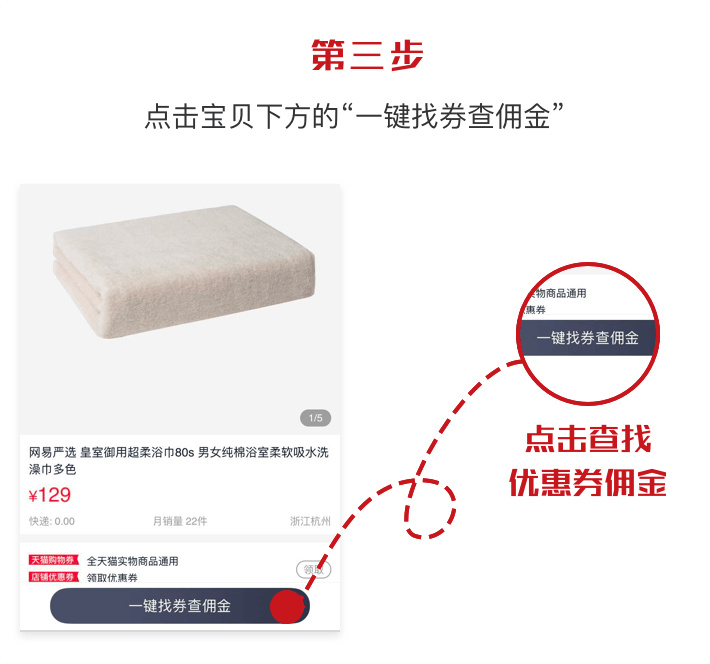 第三步
点击宝贝下方的“一键找券查佣金”
1/5
网易严选 皇室御用超柔浴巾80s 男女纯棉浴室柔软吸水洗
澡巾多色
¥129
快递: 0.00 月销量 22件 浙江杭州
天猫购物券 全天猫实物商品通用
店铺优惠券 领取优惠券
领取
一键找券查佣金
实物商品通用
惠券
一键找券查佣金
点击查找
优惠券佣金